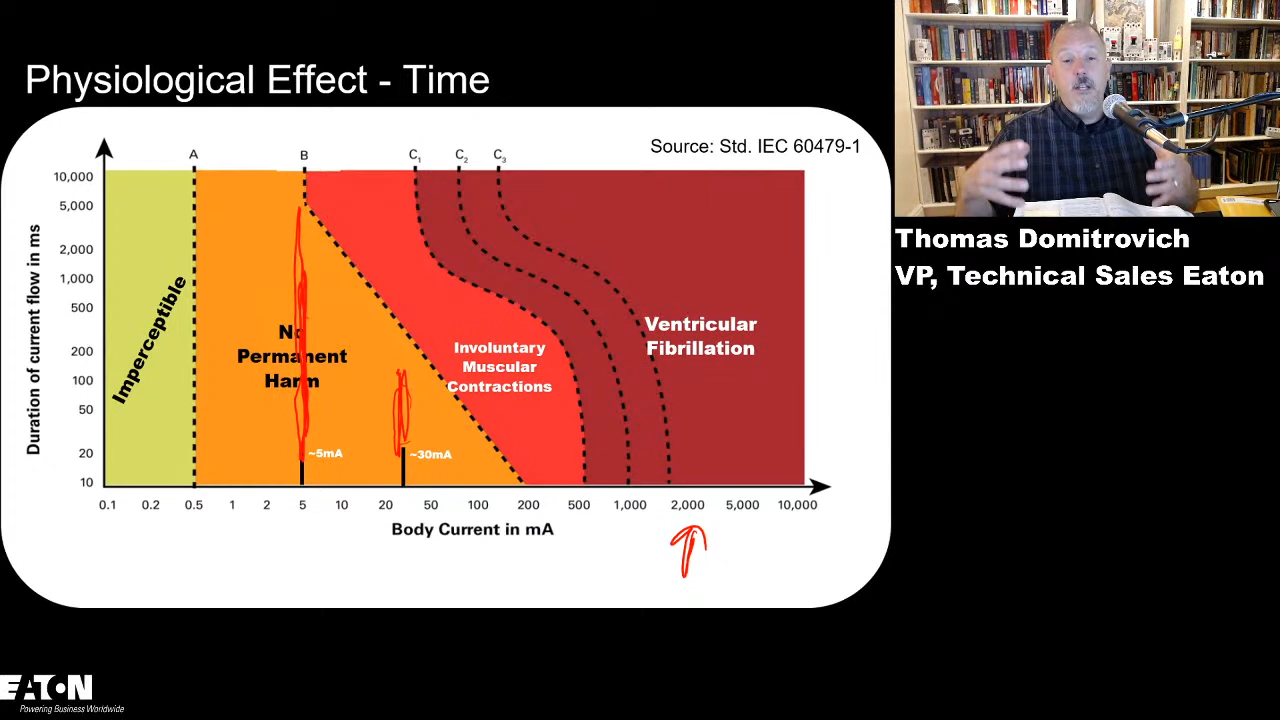 Physiological Effect - Time
Source: Std. IEC 60479-1
A B C₁ C₂ C₃
Duration of current flow in ms
10,000
5,000
2,000
1,000
500
200
100
50
20
10
Imperceptible
No
Permanent
Harm
Involuntary
Muscular
Contractions
Ventricular
Fibrillation
~5mA
~30mA
0.1 0.2 0.5 1 2 5 10 20 50 100 200 500 1,000 2,000 5,000 10,000
Body Current in mA
Thomas Domitrovich
VP, Technical Sales Eaton
EATON
Powering Business Worldwide